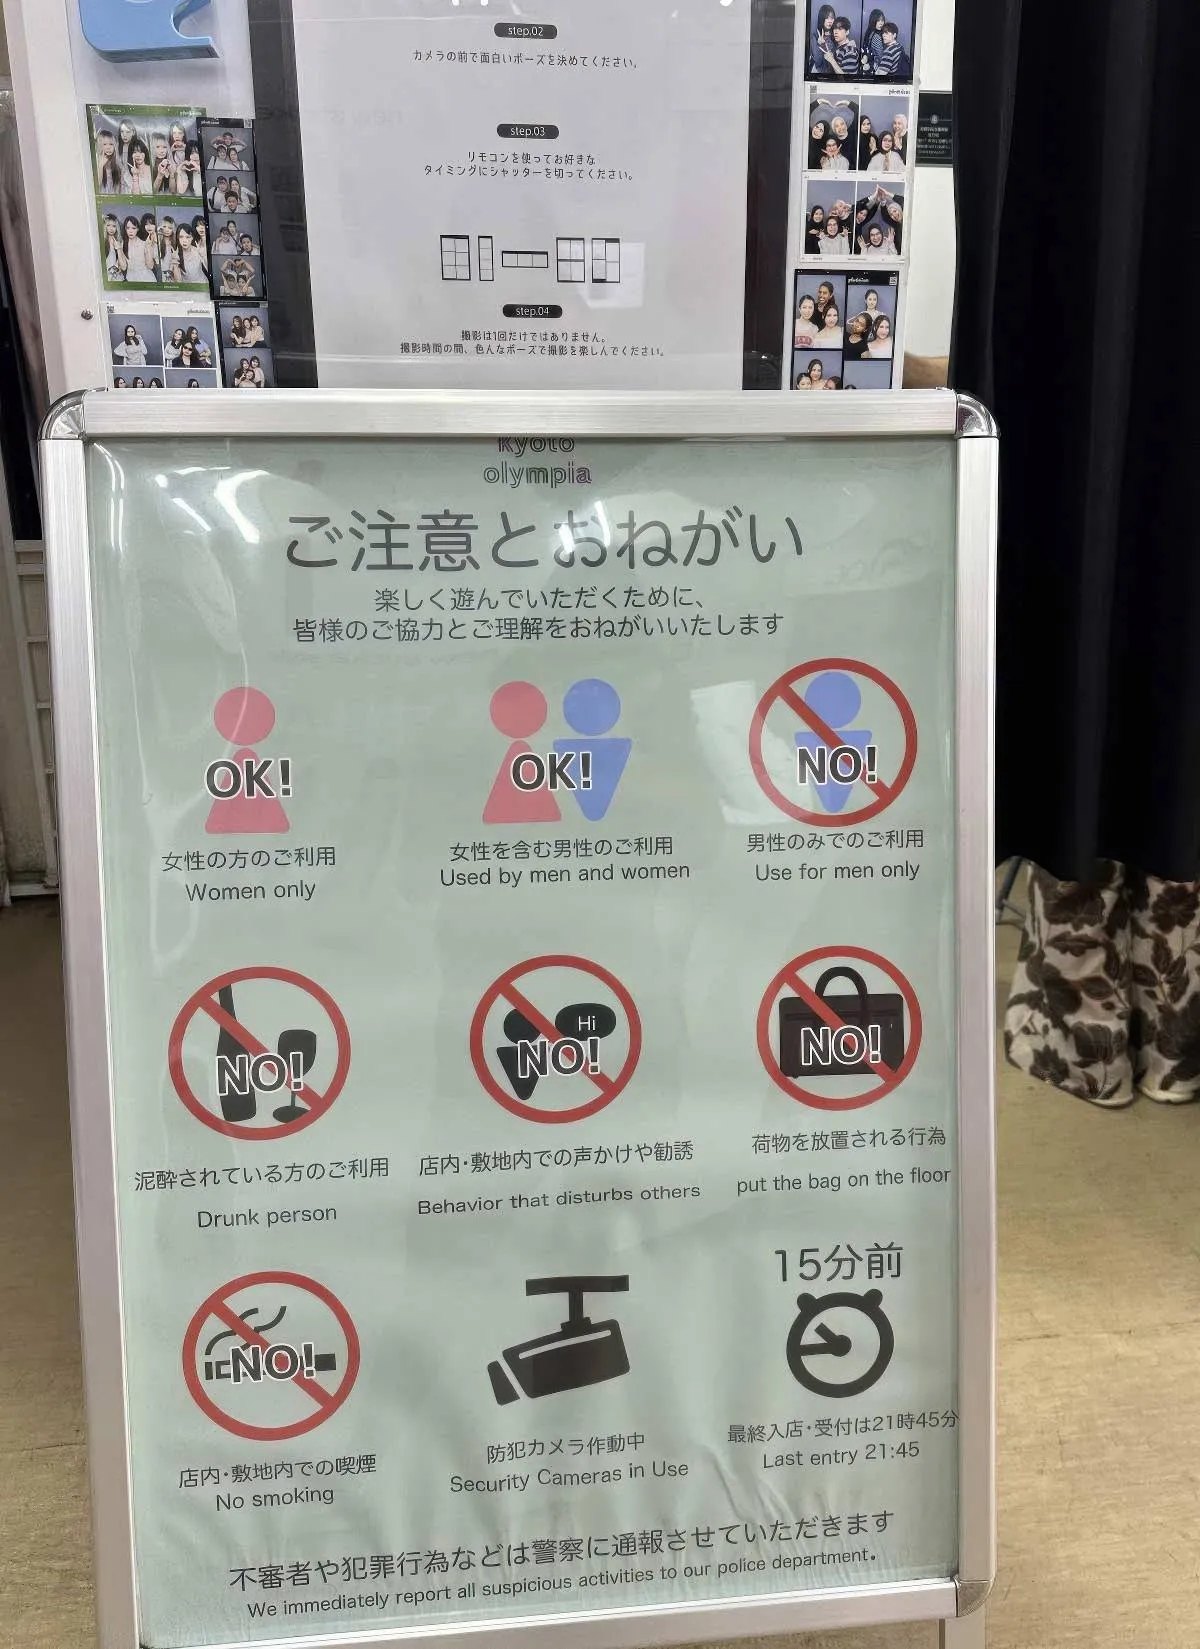 step.02
カメラの前で面白いポーズを決めてください。
step.03
リモコンを使ってお好きな
タイミングにシャッターを切ってください。
step.04
撮影は1回だけではありません。
撮影時間の間、色んなポーズで撮影を楽しんでください。
kyoto
olympia
ご注意とおねがい
楽しく遊んでいただくために、
皆様のご協力とご理解をおねがいいたします
OK!
女性の方のご利用
Women only
OK!
女性を含む男性のご利用
Used by men and women
NO!
男性のみでのご利用
Use for men only
NO!
泥酔されている方のご利用
Drunk person
Hi
NO!
店内・敷地内での声かけや勧誘
Behavior that disturbs others
NO!
荷物を放置される行為
put the bag on the floor
NO!
店内・敷地内での喫煙
No smoking
防犯カメラ作動中
Security Cameras in Use
15分前
最終入店・受付は21時45分
Last entry 21:45
不審者や犯罪行為などは警察に通報させていただきます
We immediately report all suspicious activities to our police department.